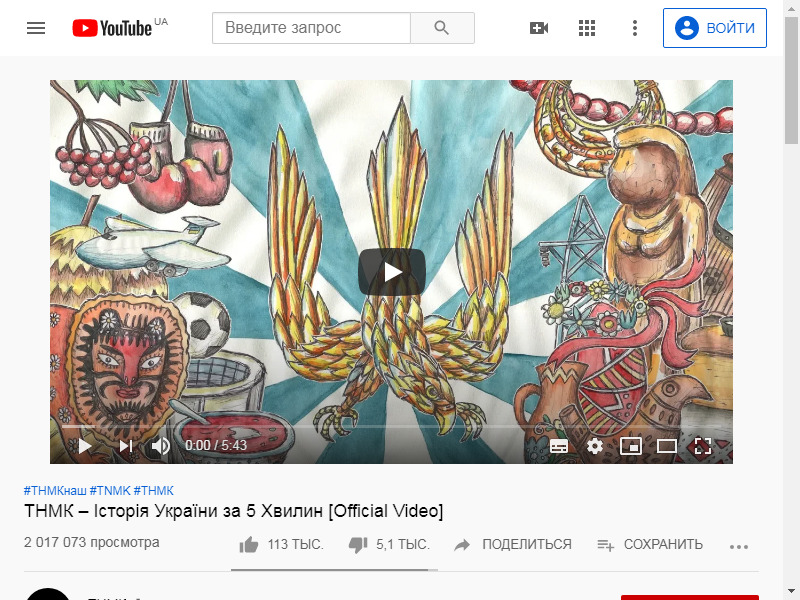 YouTube UA
Введите запрос
ВОЙТИ
0:00 / 5:43
#ТНМКнаш #TNMK #ТНМК
ТНМК – Історія України за 5 Хвилин [Official Video]
2 017 073 просмотра
113 ТЫС.
5,1 ТЫС.
ПОДЕЛИТЬСЯ
СОХРАНИТЬ